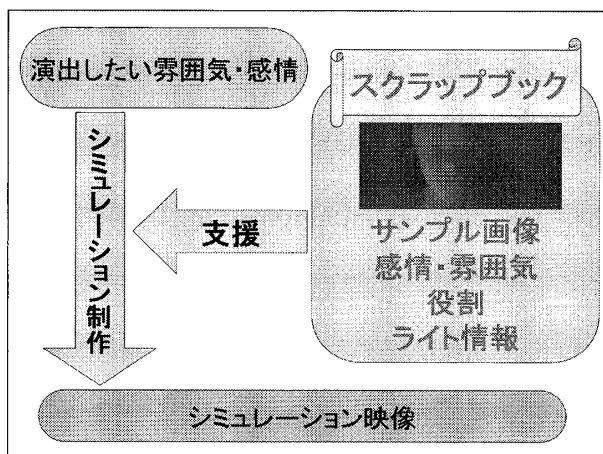 演出したい雰囲気・感情
スクラップブック
シミュレーション制作
支援
サンプル画像
感情・雰囲気
役割
ライト情報
シミュレーション映像